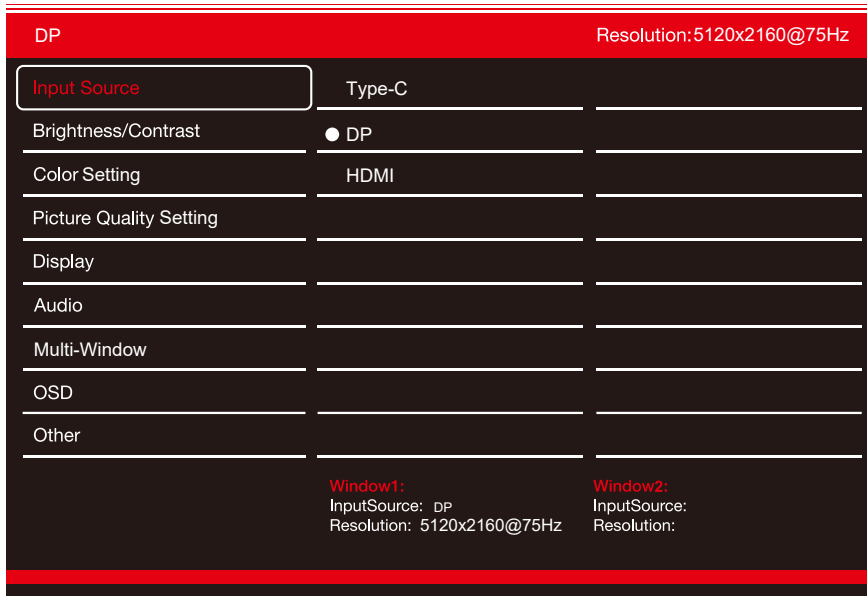 DP Resolution:5120x2160@75Hz
Input Source Type-C
Brightness/Contrast DP
Color Setting HDMI
Picture Quality Setting
Display
Audio
Multi-Window
OSD
Other
Window1: Window2:
InputSource: DP InputSource:
Resolution: 5120x2160@75Hz Resolution: